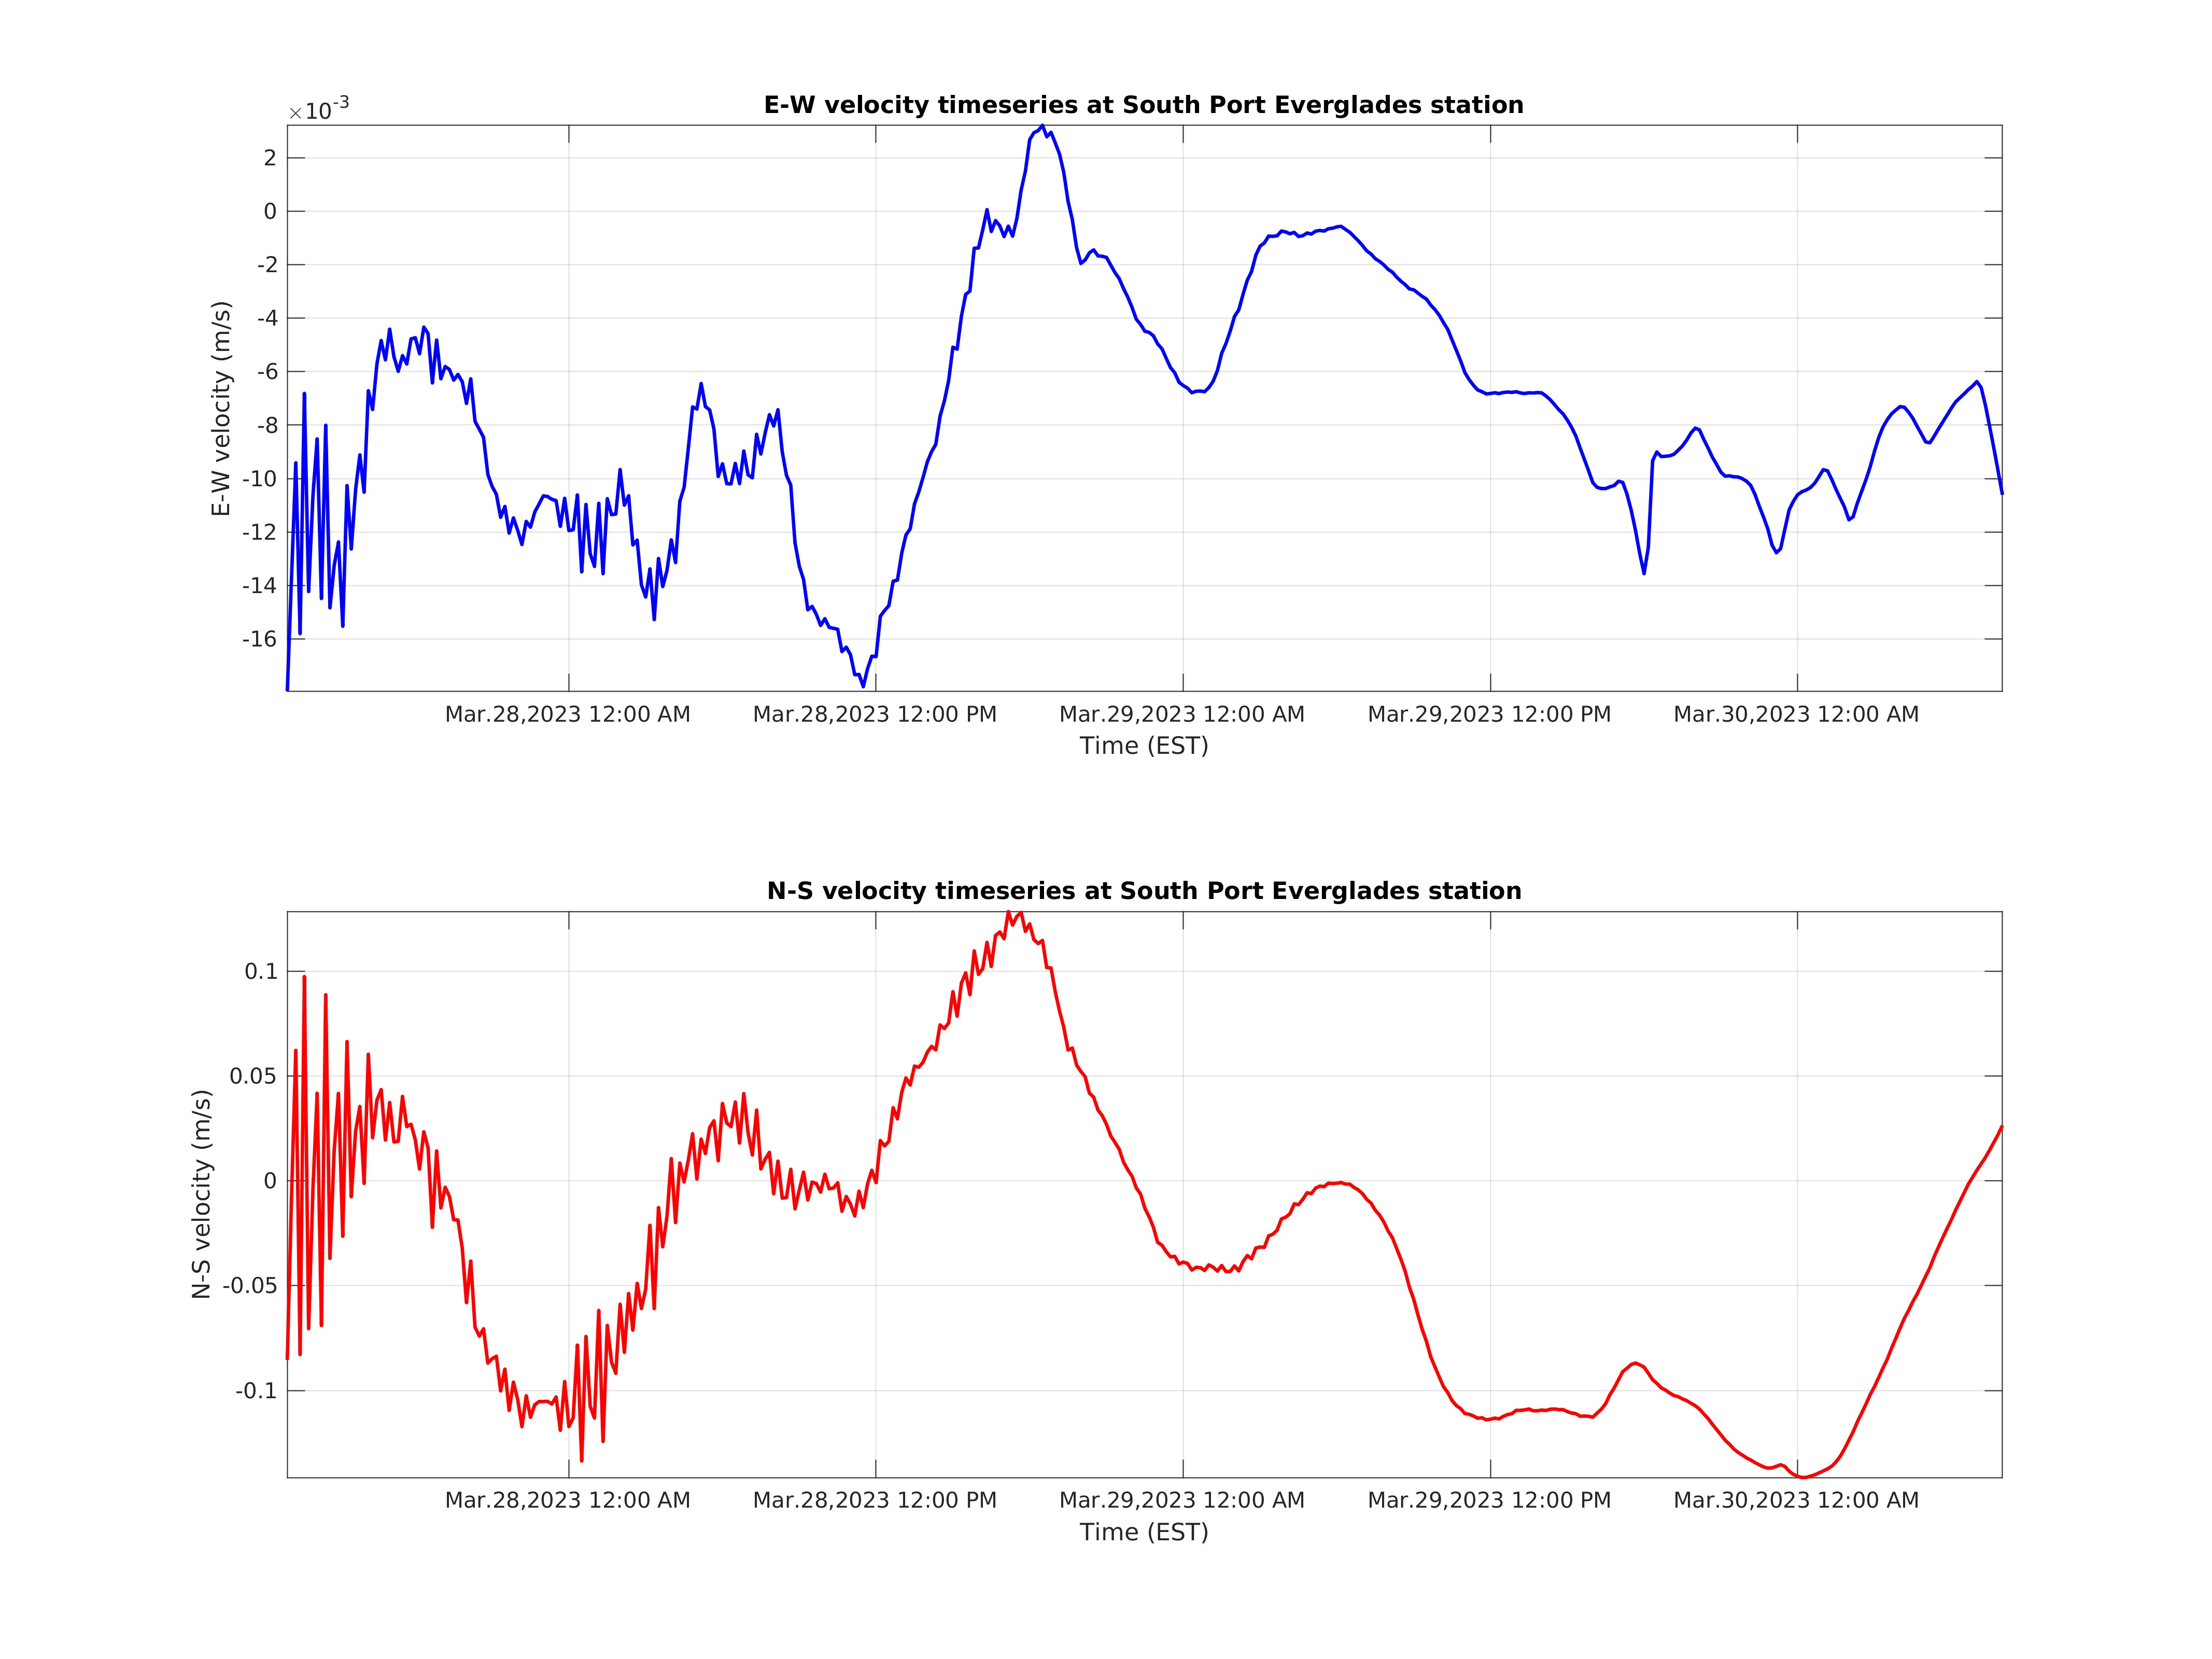 ×10-3
E-W velocity timeseries at South Port Everglades station
2
0
-2
-4
-6
-8
-10
-12
-14
-16
E-W velocity (m/s)
Mar.28,2023 12:00 AM Mar.28,2023 12:00 PM Mar.29,2023 12:00 AM Mar.29,2023 12:00 PM Mar.30,2023 12:00 AM
Time (EST)
N-S velocity timeseries at South Port Everglades station
0.1
0.05
0
-0.05
-0.1
N-S velocity (m/s)
Mar.28,2023 12:00 AM Mar.28,2023 12:00 PM Mar.29,2023 12:00 AM Mar.29,2023 12:00 PM Mar.30,2023 12:00 AM
Time (EST)